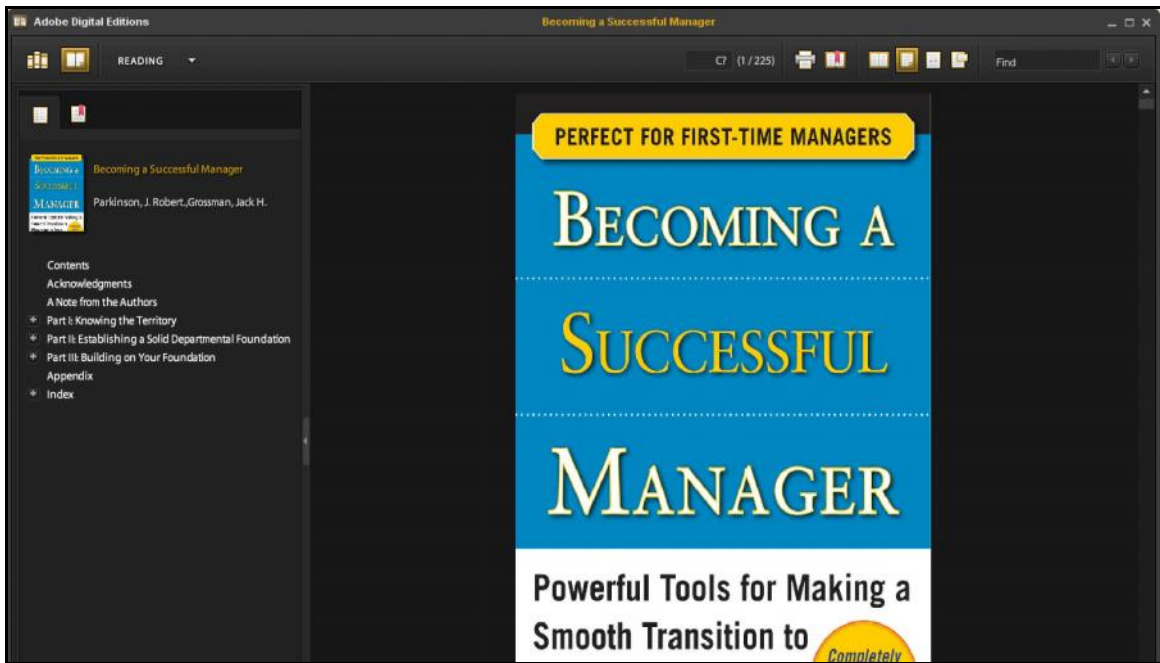 Adobe Digital Editions
Becoming a Successful Manager
READING
C7 (1/225)
Find
BECOMING A
MANAGER
Becoming a Successful Manager
Parkinson, J. Robert.,Grossman, Jack H.
Contents
Acknowledgments
A Note from the Authors
Part I: Knowing the Territory
Part II: Establishing a Solid Departmental Foundation
Part III: Building on Your Foundation
Appendix
Index
PERFECT FOR FIRST-TIME MANAGERS
BECOMING A
SUCCESSFUL
MANAGER
Powerful Tools for Making a
Smooth Transition to
Completely